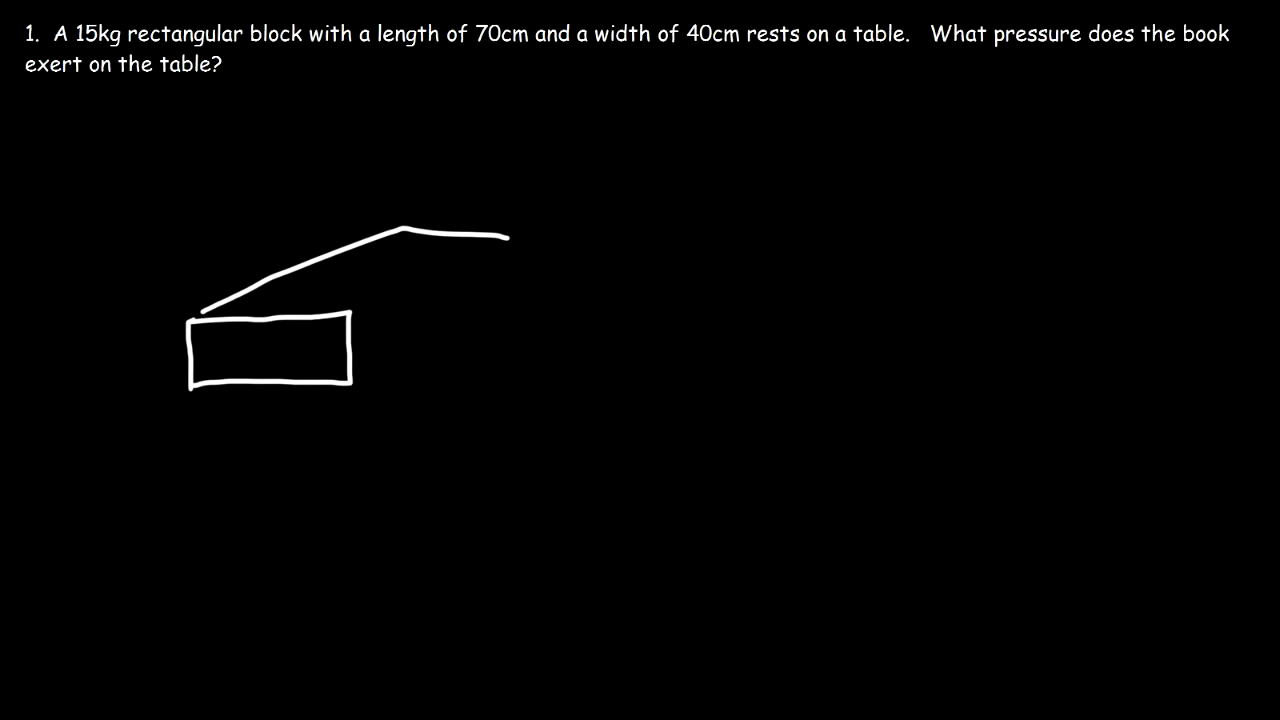 1. A 15kg rectangular block with a length of 70cm and a width of 40cm rests on a table. What pressure does the book
exert on the table?